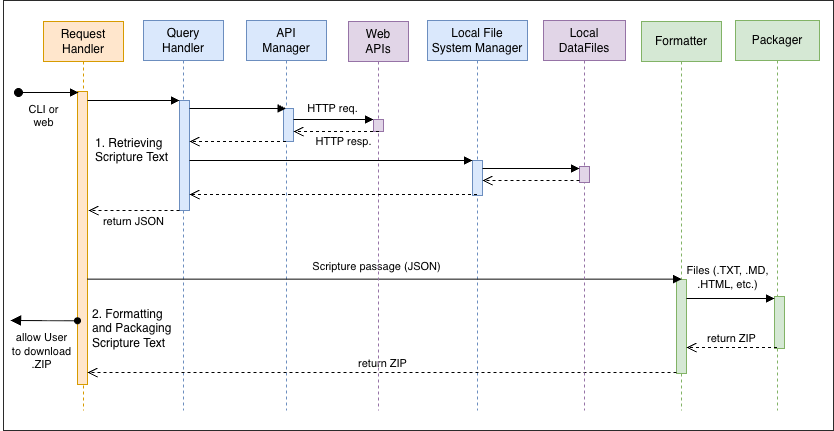 Request
Handler
Query
Handler
API
Manager
Web
APIs
Local File
System Manager
Local
DataFiles
Formatter
Packager
CLI or
web
HTTP req.
HTTP resp.
1. Retrieving
Scripture Text
return JSON
Scripture passage (JSON)
Files (.TXT, .MD,
.HTML, etc.)
2. Formatting
and Packaging
Scripture Text
allow User
to download
.ZIP
return ZIP
return ZIP